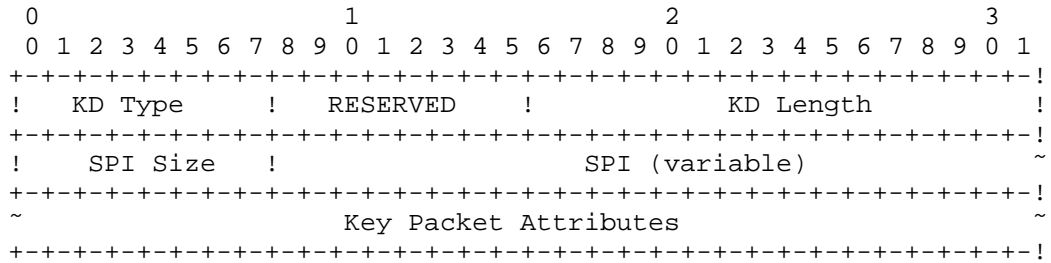 0                   1                   2                   3
 0 1 2 3 4 5 6 7 8 9 0 1 2 3 4 5 6 7 8 9 0 1 2 3 4 5 6 7 8 9 0 1
+-+-+-+-+-+-+-+-+-+-+-+-+-+-+-+-+-+-+-+-+-+-+-+-+-+-+-+-+-+-+-+-!
!   KD Type     !   RESERVED    !            KD Length          !
+-+-+-+-+-+-+-+-+-+-+-+-+-+-+-+-+-+-+-+-+-+-+-+-+-+-+-+-+-+-+-+-!
!    SPI Size   !                   SPI (variable)              ~
+-+-+-+-+-+-+-+-+-+-+-+-+-+-+-+-+-+-+-+-+-+-+-+-+-+-+-+-+-+-+-+-!
~                    Key Packet Attributes                      ~
+-+-+-+-+-+-+-+-+-+-+-+-+-+-+-+-+-+-+-+-+-+-+-+-+-+-+-+-+-+-+-+-!